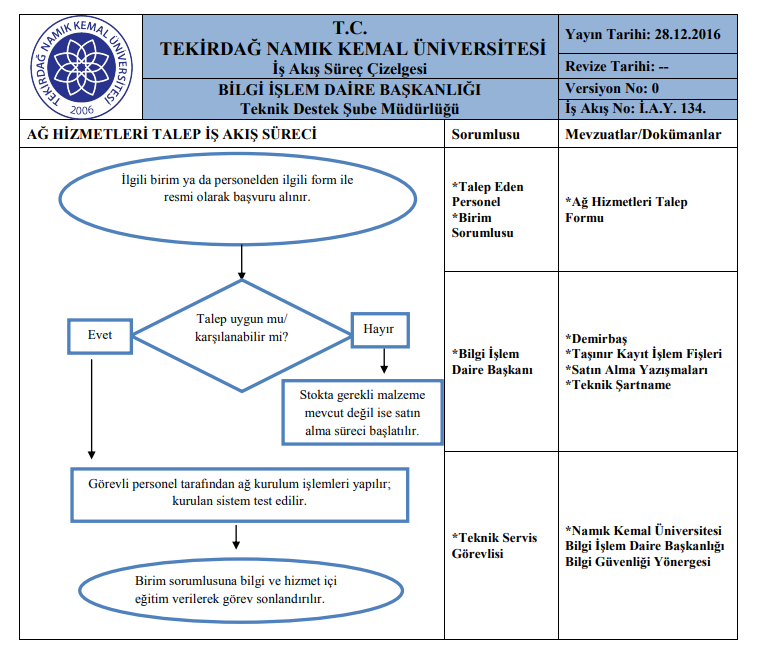 TEKİRDAĞ NAMIK KEMAL ÜNİVERSİTESİ
2006
T.C.
TEKİRDAĞ NAMIK KEMAL ÜNİVERSİTESİ
İş Akış Süreç Çizelgesi
BİLGİ İŞLEM DAİRE BAŞKANLIĞI
Teknik Destek Şube Müdürlüğü
Yayın Tarihi: 28.12.2016
Revize Tarihi: --
Versiyon No: 0
İş Akış No: İ.A.Y. 134.
AĞ HİZMETLERİ TALEP İŞ AKIŞ SÜRECİ
Sorumlusu
Mevzuatlar/Dokümanlar
İlgili birim ya da personelden ilgili form ile
resmi olarak başvuru alınır.
*Talep Eden
Personel
*Birim
Sorumlusu
*Ağ Hizmetleri Talep
Formu
Talep uygun mu/
karşılanabilir mi?
Evet
Hayır
Stokta gerekli malzeme
mevcut değil ise satın
alma süreci başlatılır.
*Bilgi İşlem
Daire Başkanı
*Demirbaş
*Taşınır Kayıt İşlem Fişleri
*Satın Alma Yazışmaları
*Teknik Şartname
Görevli personel tarafından ağ kurulum işlemleri yapılır;
kurulan sistem test edilir.
Birim sorumlusuna bilgi ve hizmet içi
eğitim verilerek görev sonlandırılır.
*Teknik Servis
Görevlisi
*Namık Kemal Üniversitesi
Bilgi İşlem Daire Başkanlığı
Bilgi Güvenliği Yönergesi